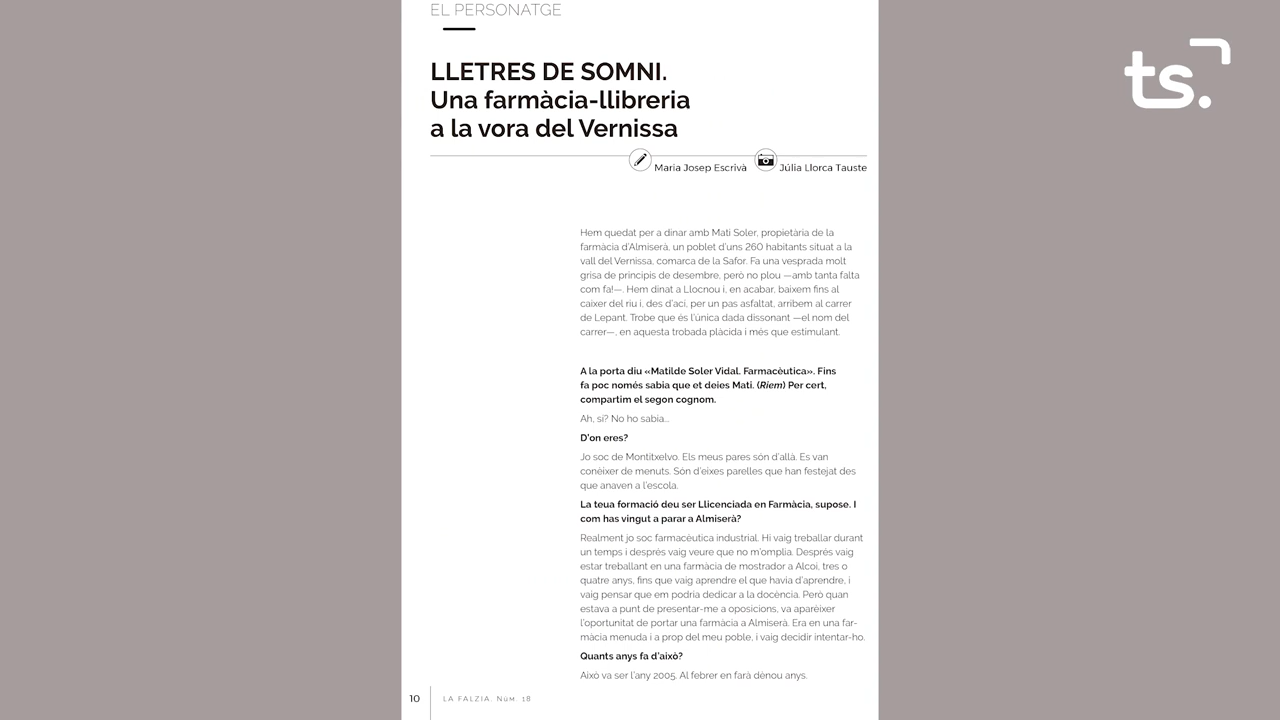 EL PERSONATGE
ts.
LLETRES DE SOMNI.
Una farmàcia-llibreria
a la vora del Vernissa
Maria Josep Escrivà
Júlia Llorca Tauste
Hem quedat per a dinar amb Mati Soler, propietària de la
farmàcia d'Almiserà, un poblet d'uns 260 habitants situat a la
vall del Vernissa, comarca de la Safor. Fa una vesprada molt
grisa de principis de desembre, però no plou —amb tanta falta
com fa!—. Hem dinat a Llocnou i, en acabar, baixem fins al
caixer del riu i, des d'ací, per un pas asfaltat, arribem al carrer
de Lepant. Trobe que és l'única dada dissonant —el nom del
carrer—, en aquesta trobada plàcida i més que estimulant.
A la porta diu «Matilde Soler Vidal. Farmacèutica». Fins
fa poc només sabia que et deies Mati. (Riem) Per cert,
compartim el segon cognom.
Ah, sí? No ho sabia...
D'on eres?
Jo soc de Montitxelvo. Els meus pares són d'allà. Es van
conèixer de menuts. Són d'eixes parelles que han festejat des
que anaven a l'escola.
La teua formació deu ser Llicenciada en Farmàcia, supose. I
com has vingut a parar a Almiserà?
Realment jo soc farmacèutica industrial. Hi vaig treballar durant
un temps i després vaig veure que no m'omplia. Després vaig
estar treballant en una farmàcia de mostrador a Alcoi, tres o
quatre anys, fins que vaig aprendre el que havia d'aprendre, i
vaig pensar que em podria dedicar a la docència. Però quan
estava a punt de presentar-me a oposicions, va aparèixer
l'oportunitat de portar una farmàcia a Almiserà. Era en una far-
màcia menuda i a prop del meu poble, i vaig decidir intentar-ho.
Quants anys fa d'això?
Això va ser l'any 2005. Al febrer en farà dènou anys.
10
LA FALZIA. Núm. 18